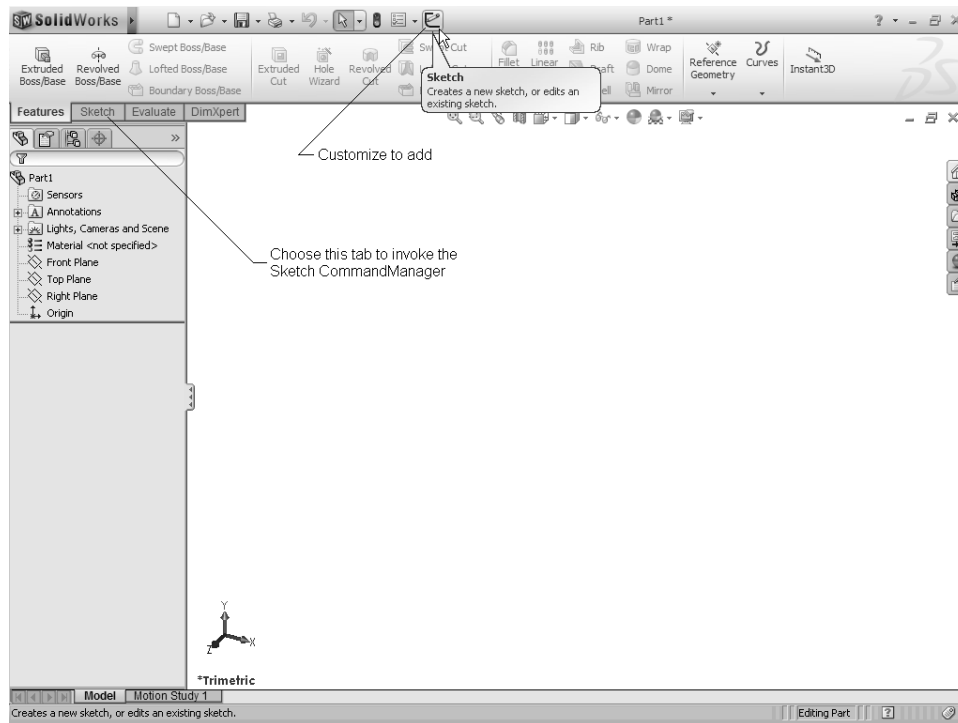 SW SolidWorks
Part1 *
?
Extruded Boss/Base
Revolved Boss/Base
Swept Boss/Base
Lofted Boss/Base
Boundary Boss/Base
Extruded Cut
Hole Wizard
Revolved Cut
Cut
Fillet
Linear
Rib
Wrap
Dome
Mirror
Reference Geometry
Curves
Instant3D
Sketch
Creates a new sketch, or edits an
existing sketch.
Features Sketch Evaluate DimXpert
Customize to add
Part1
Sensors
A Annotations
Lights, Cameras and Scene
Material <not specified>
Front Plane
Top Plane
Right Plane
Origin
Choose this tab to invoke the
Sketch CommandManager
Y
X
Z
*Trimetric
Model Motion Study 1
Creates a new sketch, or edits an existing sketch.
Editing Part ?